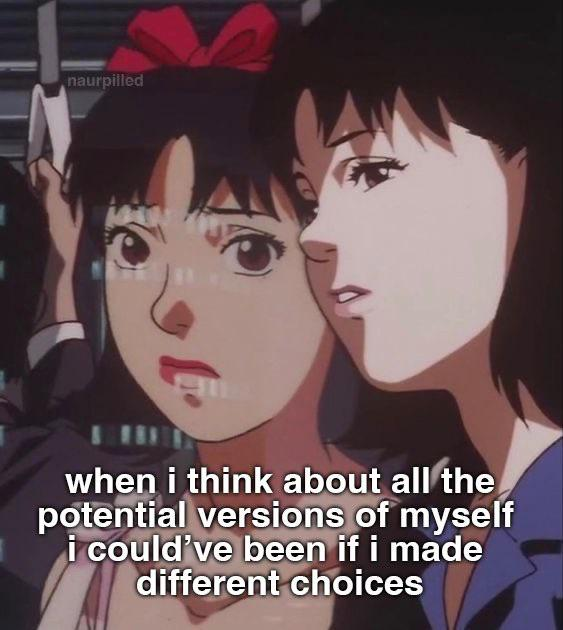 naurpilled
when i think about all the
potential versions of myself
i could've been if i made
different choices